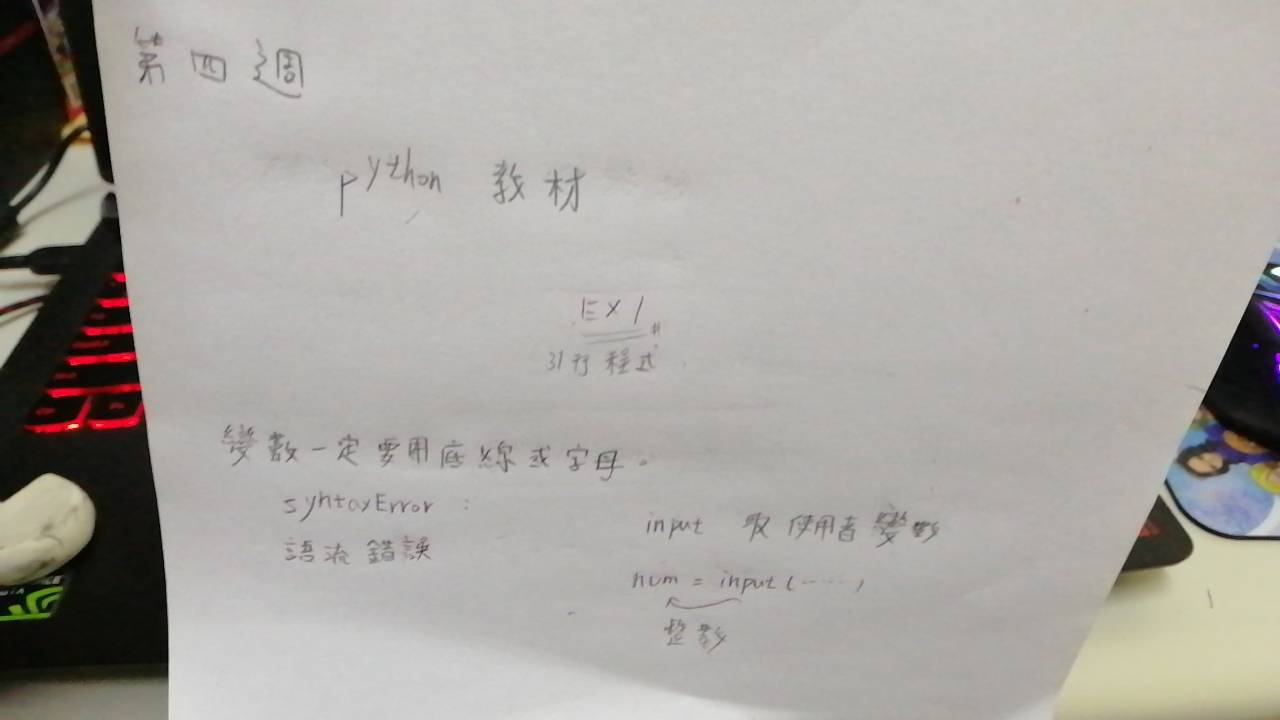 第四週
python 教材
EX1
31行程式
變數一定要用底線或字母。
syntaxError :
語流錯誤
input 取使用者變數
num = input(……)
整數